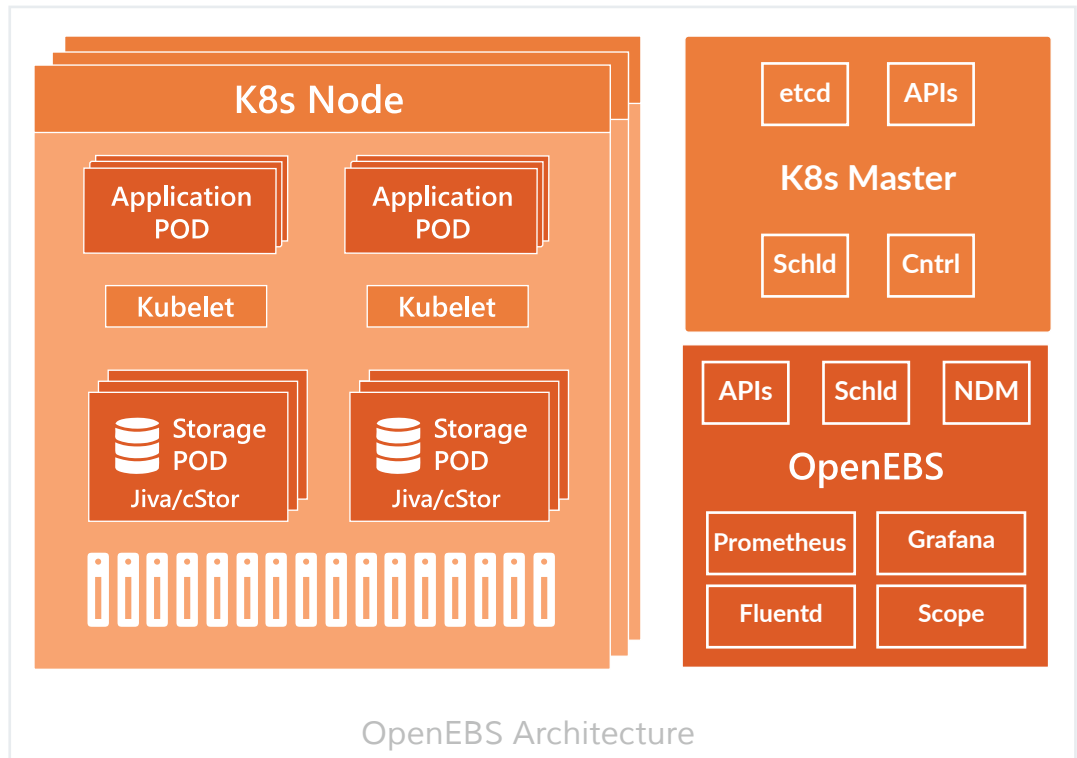 K8s Node
Application
POD
Application
POD
Kubelet
Kubelet
Storage
POD
Jiva/cStor
Storage
POD
Jiva/cStor
etcd
APIs
K8s Master
Schld
Cntrl
APIs
Schld
NDM
OpenEBS
Prometheus
Grafana
Fluentd
Scope
OpenEBS Architecture